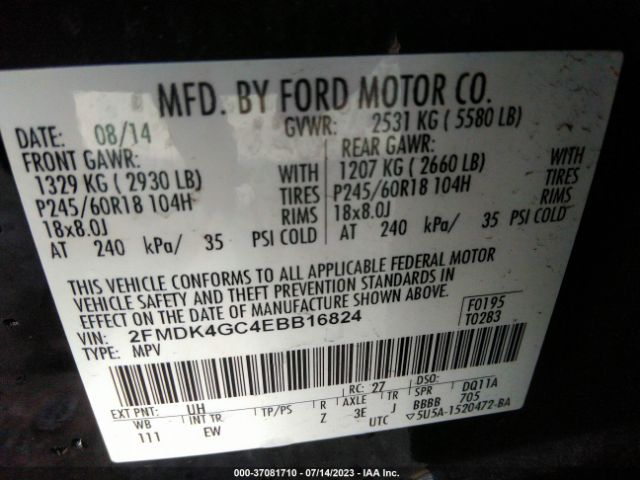 MFD. BY FORD MOTOR CO.
DATE: 08/14 GVWR: 2531 KG ( 5580 LB)
FRONT GAWR: REAR GAWR:
1329 KG ( 2930 LB) WITH 1207 KG ( 2660 LB) WITH
P245/60R18 104H TIRES P245/60R18 104H TIRES
18x8.0J RIMS 18x8.0J RIMS
AT 240 kPa/ 35 PSI COLD AT 240 kPa/ 35 PSI COLD
THIS VEHICLE CONFORMS TO ALL APPLICABLE FEDERAL MOTOR
VEHICLE SAFETY AND THEFT PREVENTION STANDARDS IN
EFFECT ON THE DATE OF MANUFACTURE SHOWN ABOVE.
VIN: 2FMDK4GC4EBB16824 F0195
TYPE: MPV T0283
EXT PNT: UH RC: 27 DSO:
WB INT TR TP/PS R AXLE TR SPR DQ11A
111 EW Z 3E J BBBB 705
UTC ▽5U5A-1520472-BA
000-37081710 - 07/14/2023 - IAA Inc.